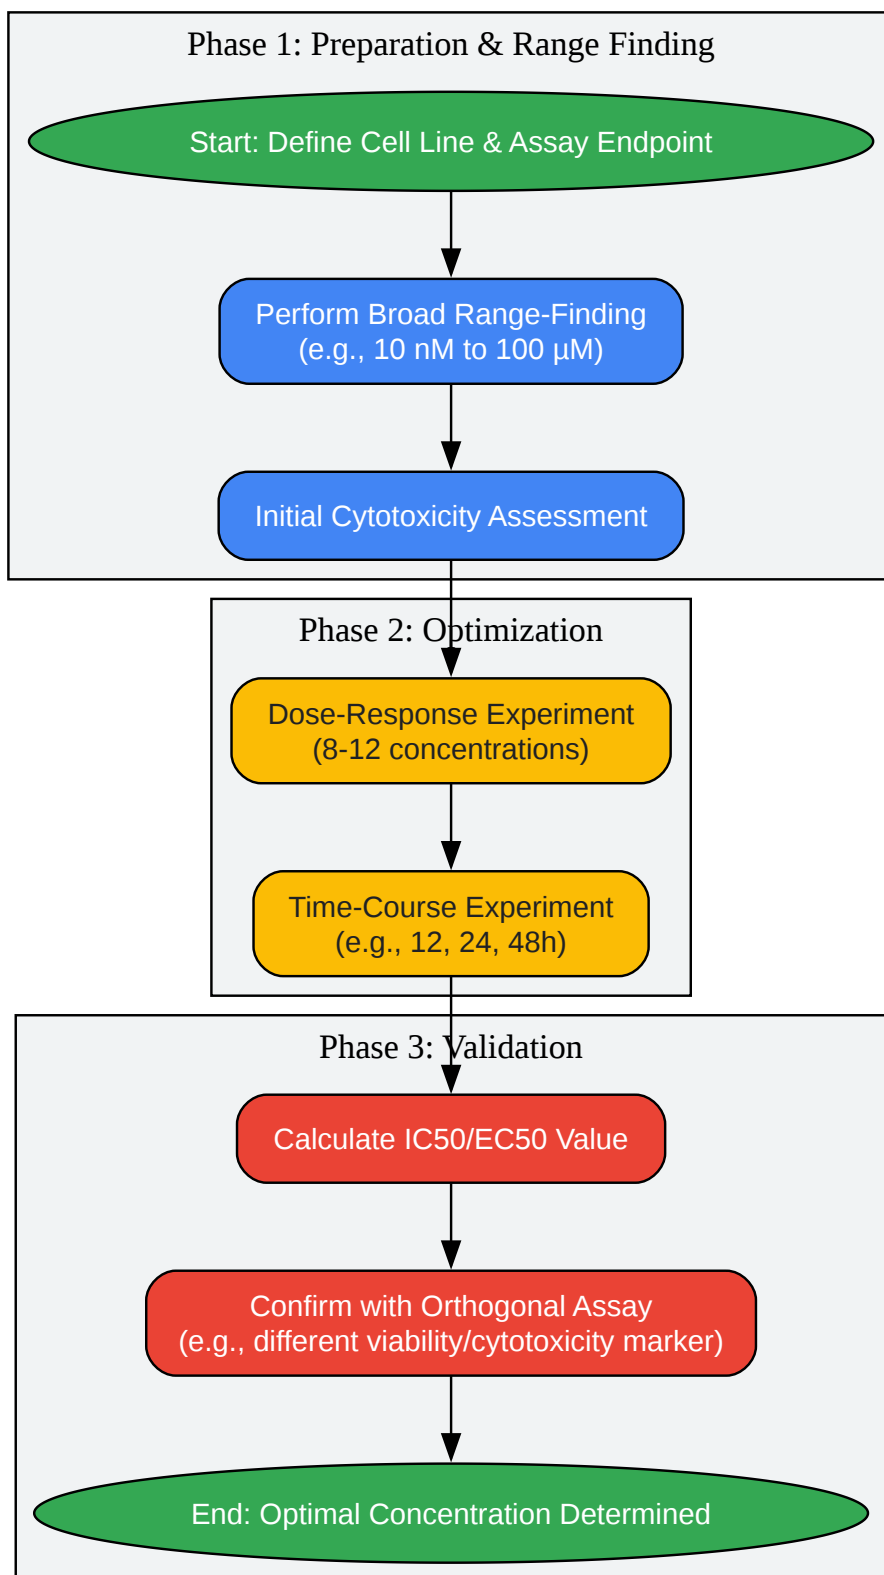 Phase 1: Preparation & Range Finding
Start: Define Cell Line & Assay Endpoint
Perform Broad Range-Finding
(e.g., 10 nM to 100 µM)
Initial Cytotoxicity Assessment
Phase 2: Optimization
Dose-Response Experiment
(8-12 concentrations)
Time-Course Experiment
(e.g., 12, 24, 48h)
Phase 3: Validation
Calculate IC50/EC50 Value
Confirm with Orthogonal Assay
(e.g., different viability/cytotoxicity marker)
End: Optimal Concentration Determined